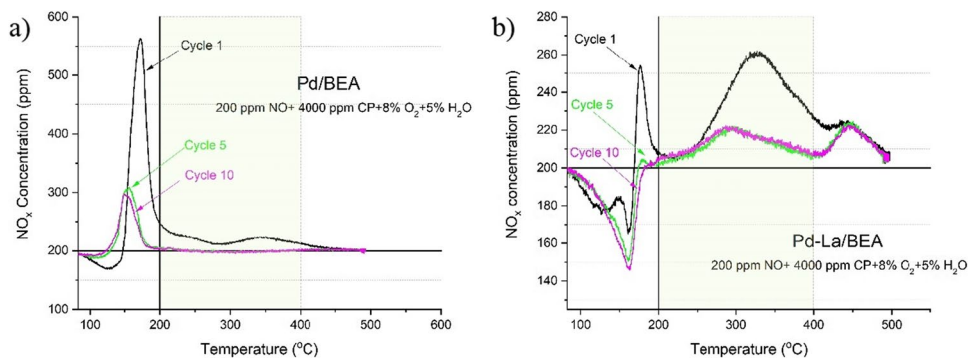 a)
NOx Concentration (ppm)
600
500
400
300
200
100
Cycle 1
Pd/BEA
200 ppm NO+ 4000 ppm CP+8% O2+5% H2O
Cycle 5
Cycle 10
100 200 300 400 500 600
Temperature (oC)
b)
NOx concentration (ppm)
280
260
240
220
200
180
160
140
Cycle 1
Cycle 5
Cycle 10
Pd-La/BEA
200 ppm NO+ 4000 ppm CP+8% O2+5% H2O
100 200 300 400 500
Temperature (oC)